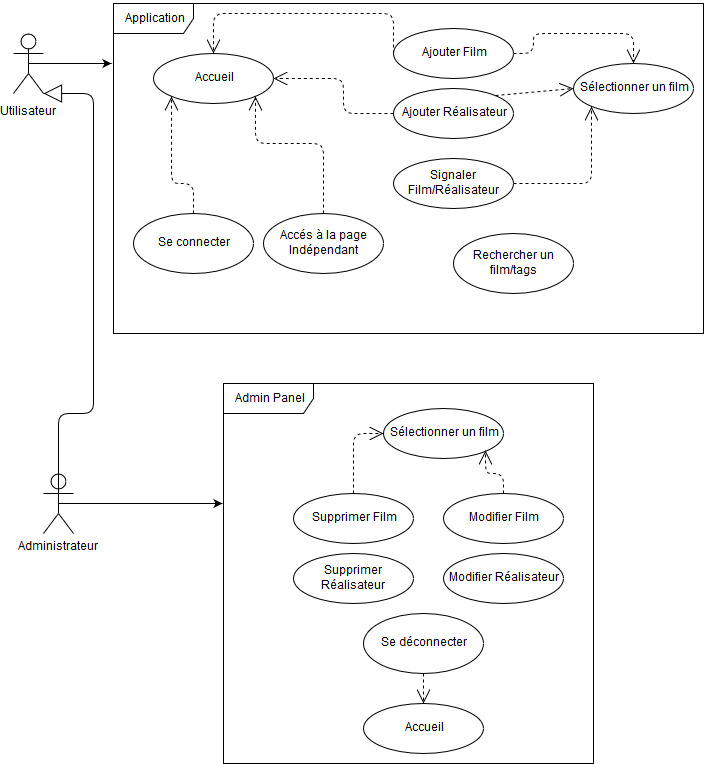 Application
Ajouter Film
Accueil
Sélectionner un film
Ajouter Réalisateur
Utilisateur
Signaler
Film/Réalisateur
Se connecter
Accés à la page
Indépendant
Rechercher un
film/tags
Admin Panel
Sélectionner un film
Supprimer Film
Modifier Film
Administrateur
Supprimer
Réalisateur
Modifier Réalisateur
Se déconnecter
Accueil